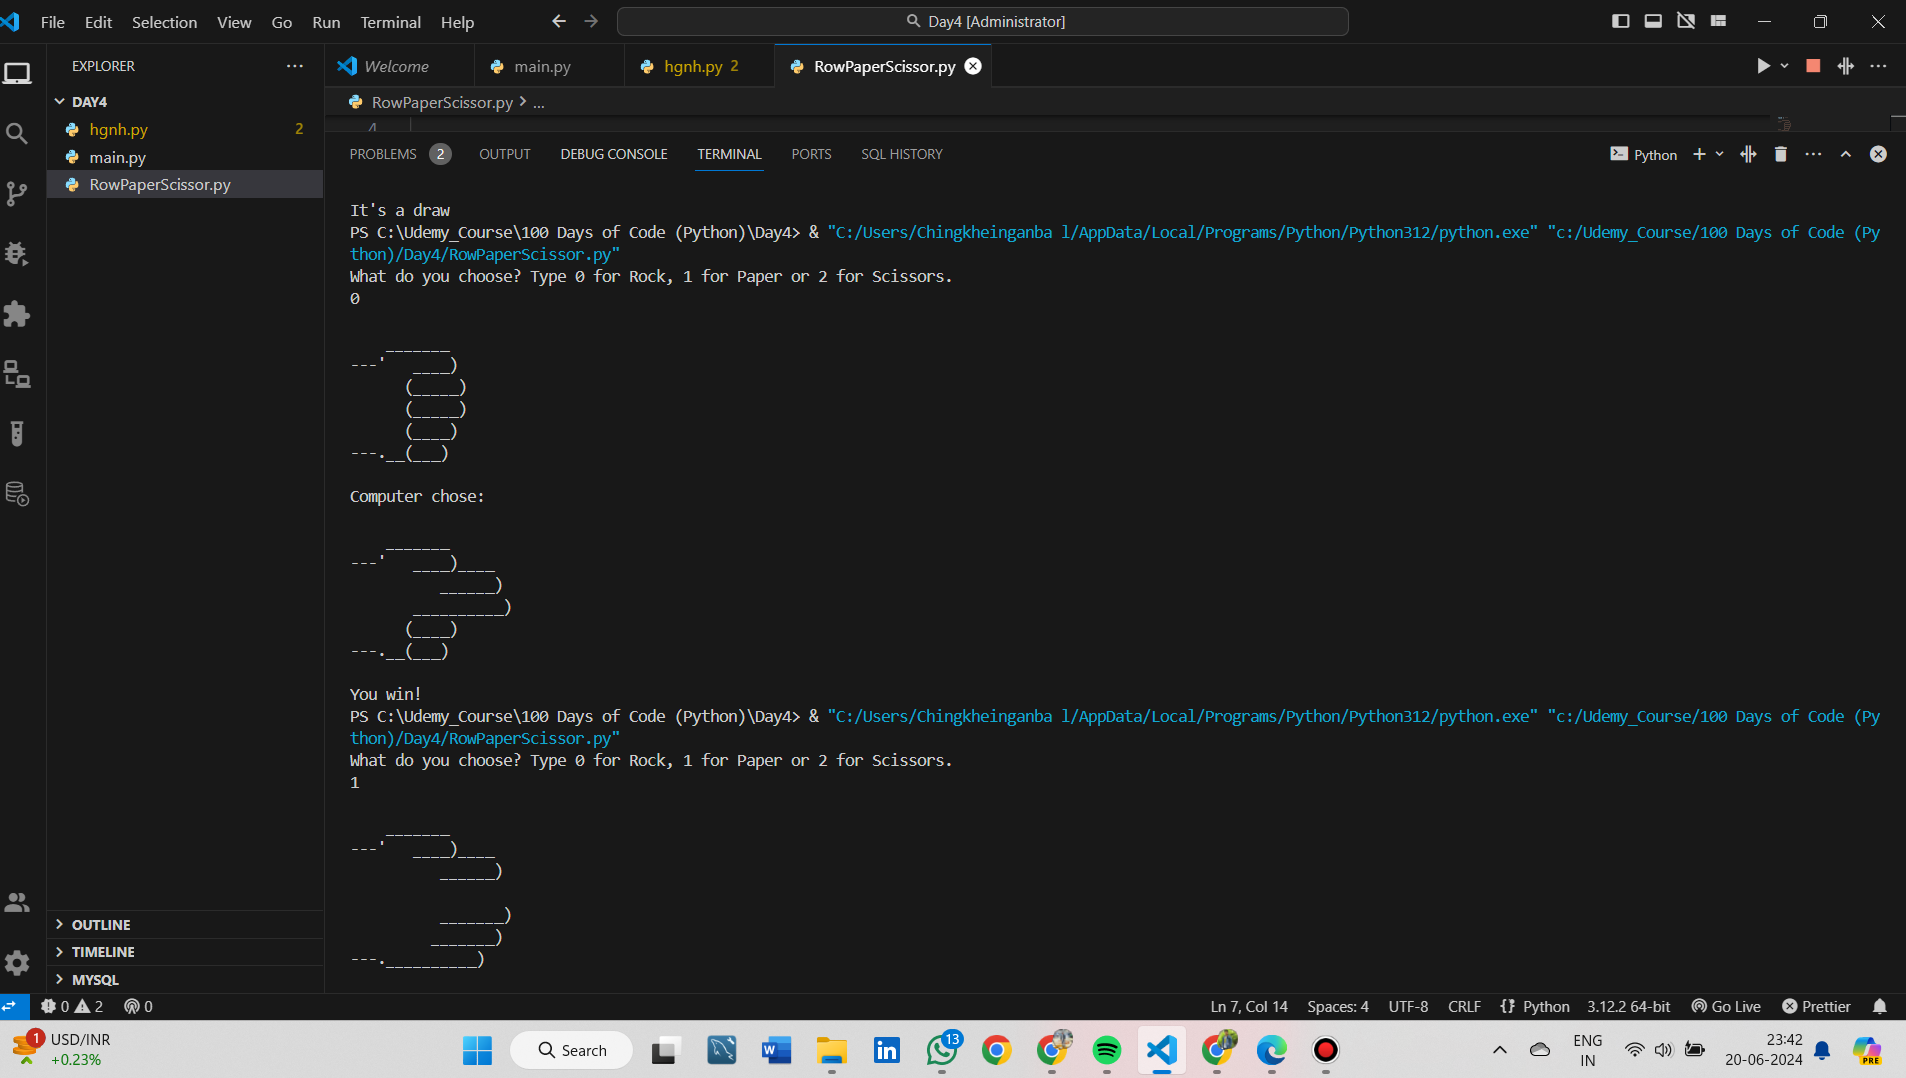 File Edit Selection View Go Run Terminal Help
Day4 [Administrator]
EXPLORER
DAY4
hgnh.py 2
main.py
RowPaperScissor.py
OUTLINE
TIMELINE
MYSQL
Welcome main.py hgnh.py 2 RowPaperScissor.py
RowPaperScissor.py > ...
4
PROBLEMS 2 OUTPUT DEBUG CONSOLE TERMINAL PORTS SQL HISTORY
Python
It's a draw
PS C:\Udemy_Course\100 Days of Code (Python)\Day4> & "C:/Users/Chingkheinganba l/AppData/Local/Programs/Python/Python312/python.exe" "c:/Udemy_Course/100 Days of Code (Py
thon)/Day4/RowPaperScissor.py"
What do you choose? Type 0 for Rock, 1 for Paper or 2 for Scissors.
0
    _______
---'   ____)
      (_____)
      (_____)
      (____)
---.__(___)
Computer chose:
    _______
---'   ____)____
          ______)
       __________)
      (____)
---.__(___)
You win!
PS C:\Udemy_Course\100 Days of Code (Python)\Day4> & "C:/Users/Chingkheinganba l/AppData/Local/Programs/Python/Python312/python.exe" "c:/Udemy_Course/100 Days of Code (Py
thon)/Day4/RowPaperScissor.py"
What do you choose? Type 0 for Rock, 1 for Paper or 2 for Scissors.
1
    _______
---'   ____)____
          ______)
          _______)
         _______)
---.__________)
0 2 0
Ln 7, Col 14 Spaces: 4 UTF-8 CRLF Python 3.12.2 64-bit Go Live Prettier
1
USD/INR
+0.23%
Search
13
ENG
IN
23:42
20-06-2024
PRE